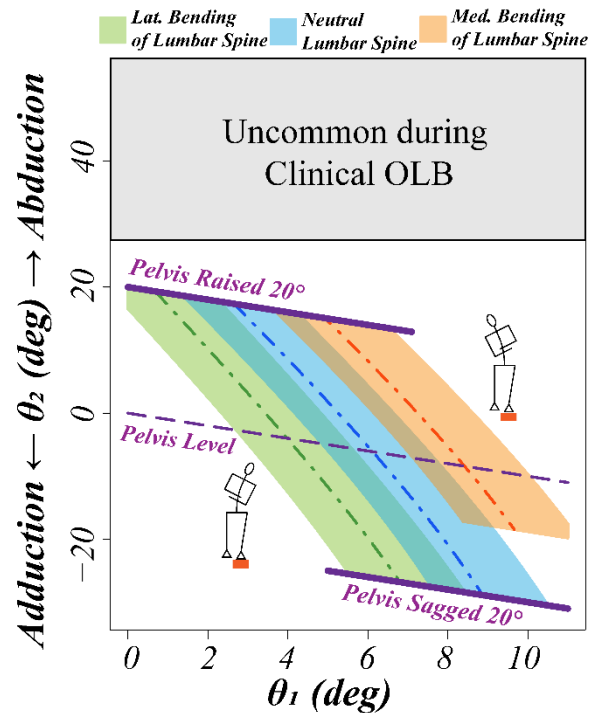 Lat. Bending
of Lumbar Spine
Neutral
Lumbar Spine
Med. Bending
of Lumbar Spine
Uncommon during
Clinical OLB
Adduction ← θ2 (deg) → Abduction
40
20
0
−20
Pelvis Raised 20°
Pelvis Level
Pelvis Sagged 20°
0 2 4 6 8 10
θ1 (deg)